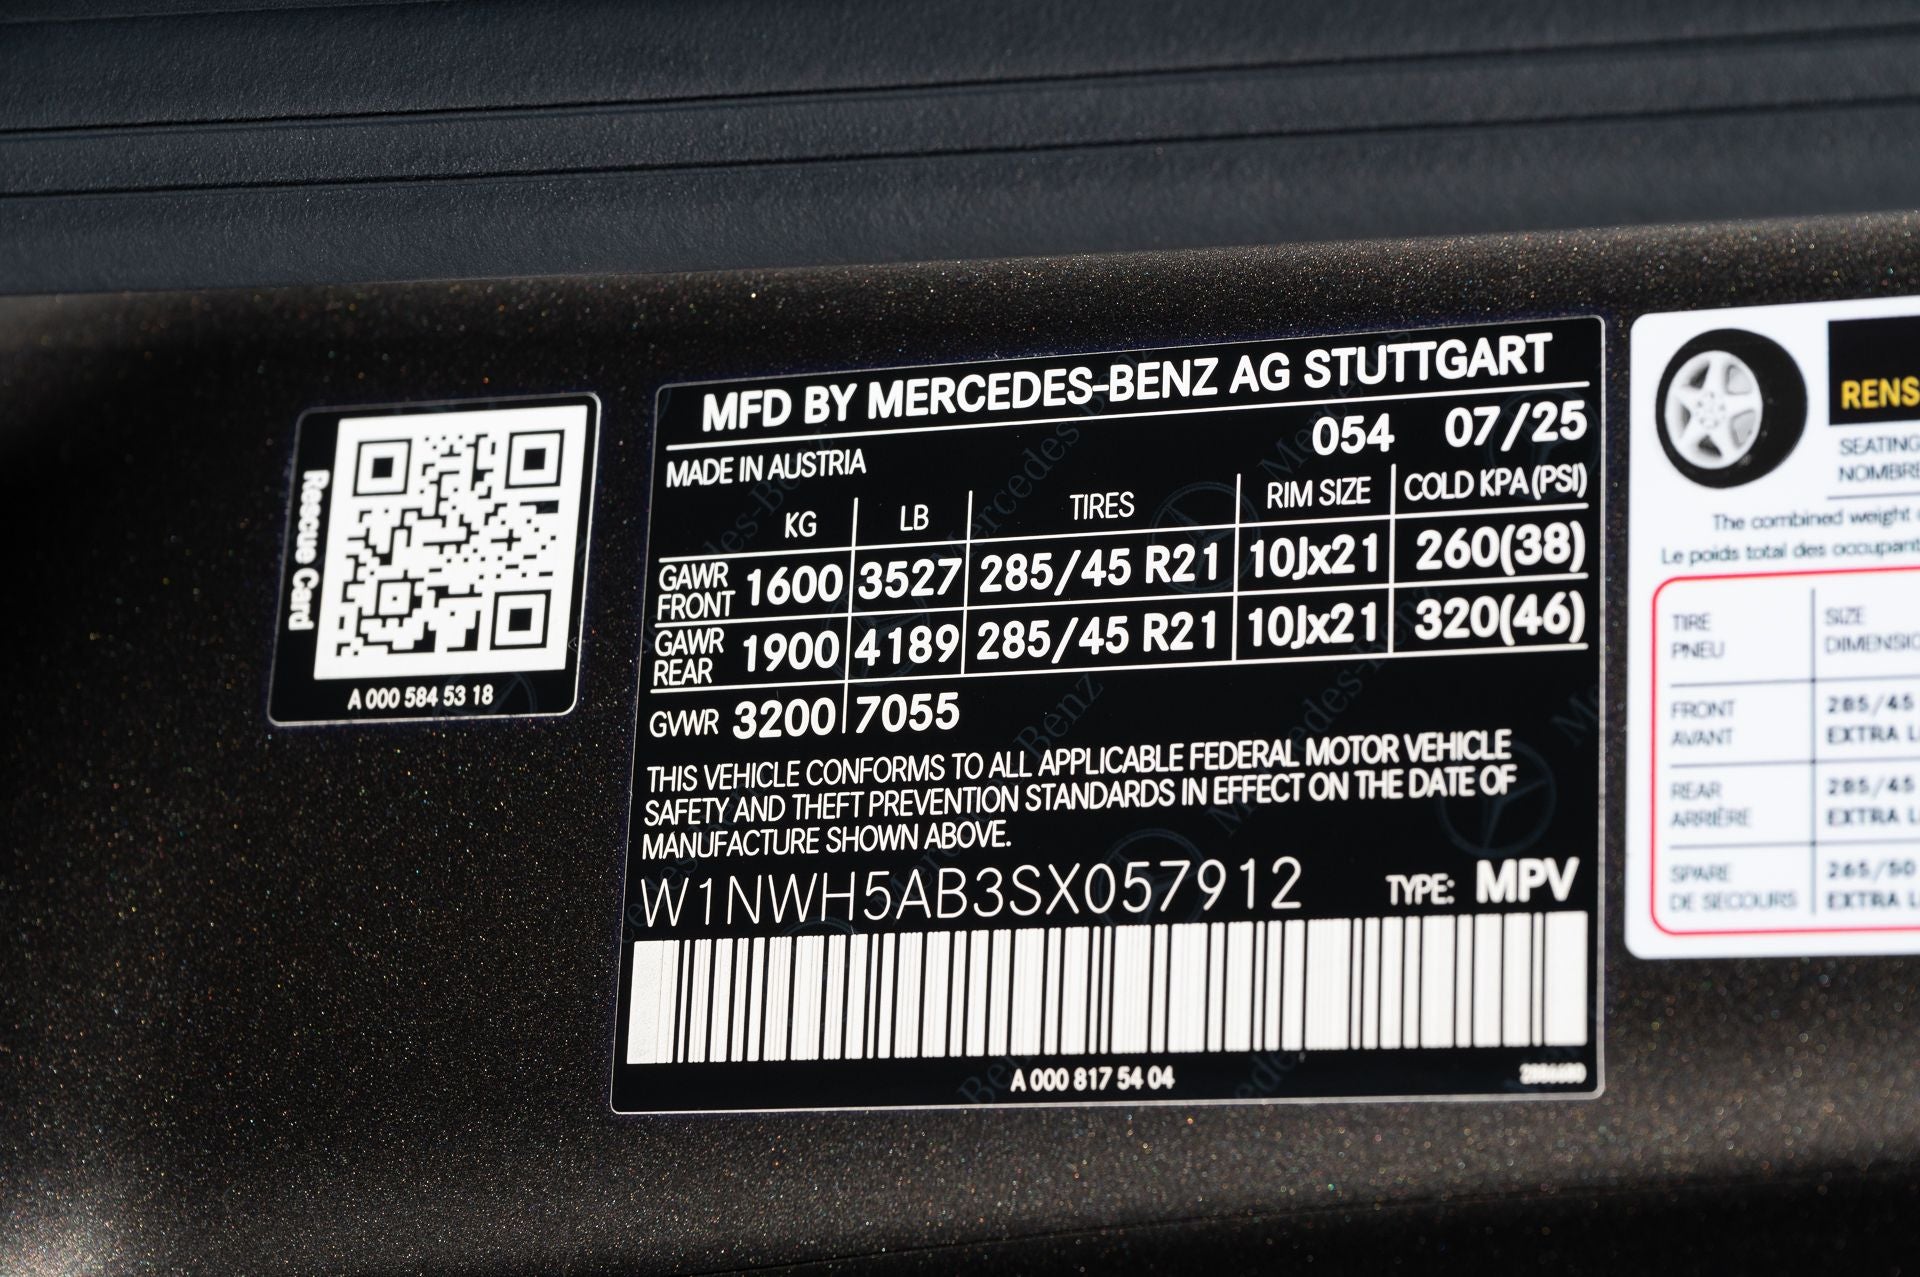 Rescue Card
A 000 584 53 18
MFD BY MERCEDES-BENZ AG STUTTGART
054 07/25
MADE IN AUSTRIA
KG LB TIRES RIM SIZE COLD KPA (PSI)
GAWR FRONT 1600 3527 285/45 R21 10Jx21 260(38)
GAWR REAR 1900 4189 285/45 R21 10Jx21 320(46)
GVWR 3200 7055
THIS VEHICLE CONFORMS TO ALL APPLICABLE FEDERAL MOTOR VEHICLE
SAFETY AND THEFT PREVENTION STANDARDS IN EFFECT ON THE DATE OF
MANUFACTURE SHOWN ABOVE.
W1NWH5AB3SX057912 TYPE: MPV
A 000 817 54 04
RENS
SEATING
NOMBRE
The combined weight
Le poids total des occupant
TIRE SIZE
PNEU DIMENSIO
FRONT 285/45
AVANT EXTRA L
REAR 285/45
ARRIÈRE EXTRA L
SPARE 265/50
DE SECOURS EXTRA L